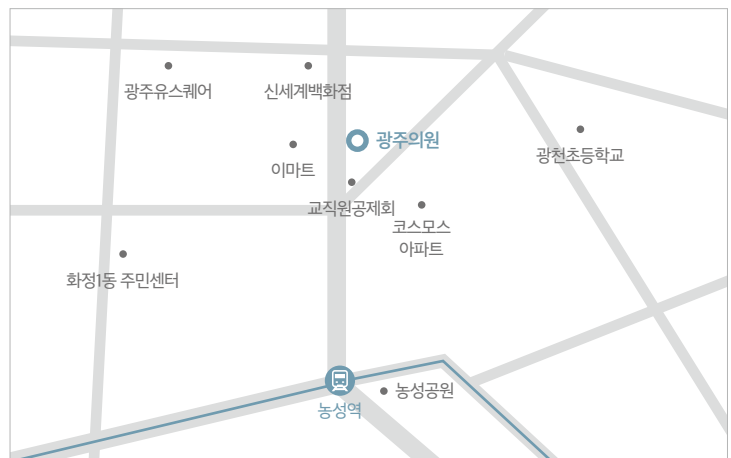 광주유스퀘어
신세계백화점
광주의원
이마트
광천초등학교
교직원공제회
코스모스
아파트
화정1동 주민센터
농성공원
농성역